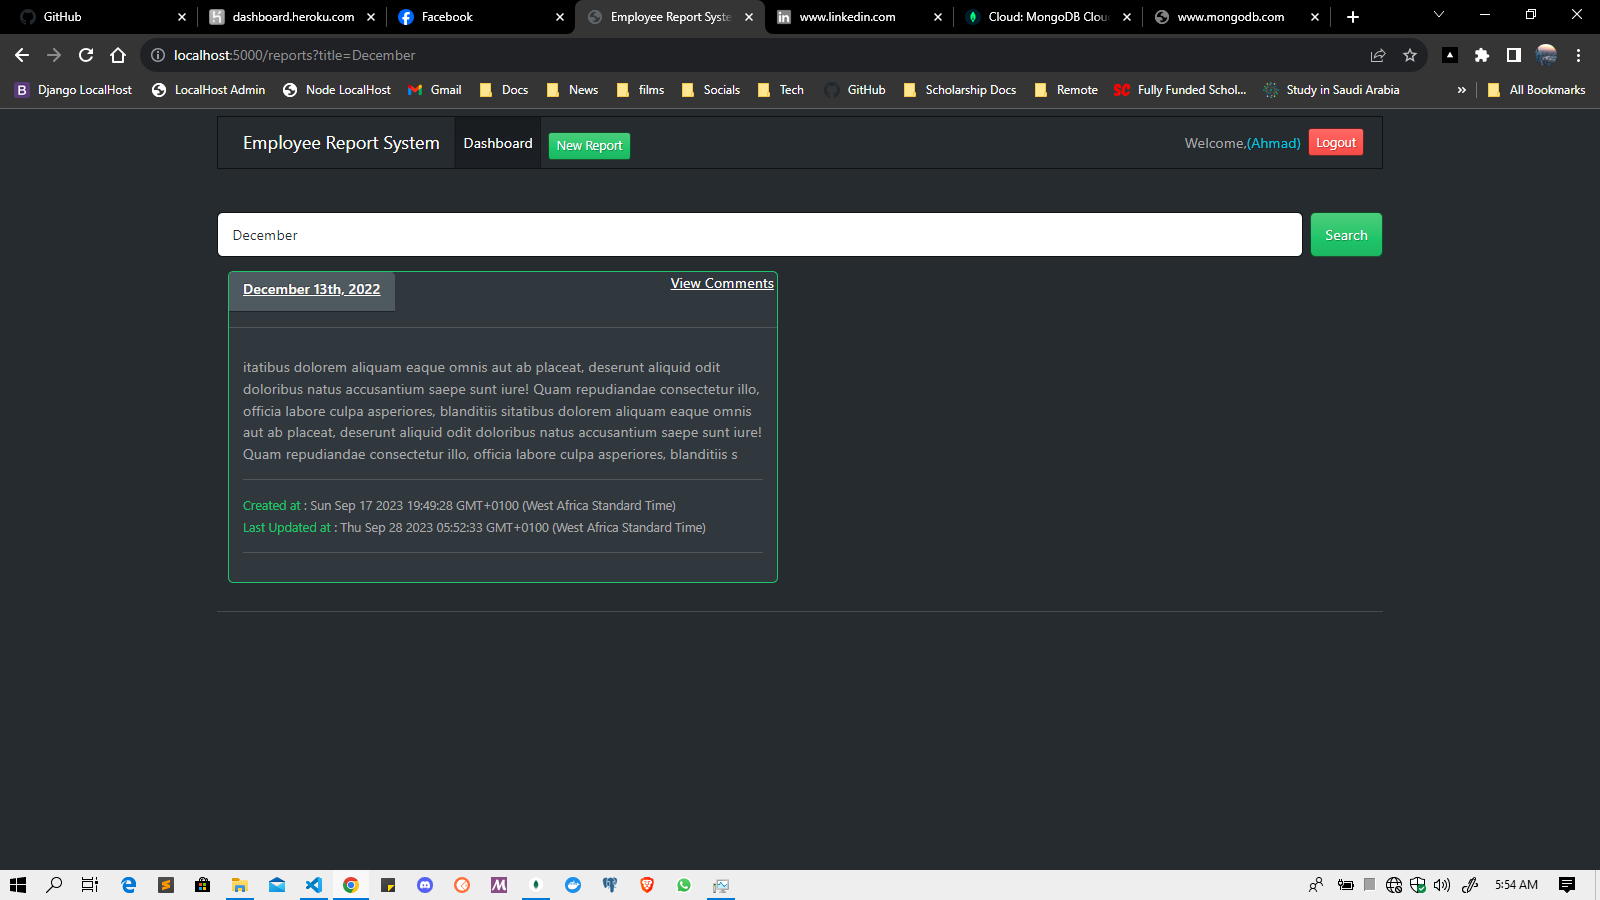 GitHub
dashboard.heroku.com
Facebook
Employee Report Syste
www.linkedin.com
Cloud: MongoDB Clou
www.mongodb.com
localhost:5000/reports?title=December
Django LocalHost
LocalHost Admin
Node LocalHost
Gmail
Docs
News
films
Socials
Tech
GitHub
Scholarship Docs
Remote
SC
Fully Funded Schol...
Study in Saudi Arabia
»
All Bookmarks
Employee Report System
Dashboard
New Report
Welcome,(Ahmad)
Logout
December
Search
December 13th, 2022
View Comments
itatibus dolorem aliquam eaque omnis aut ab placeat, deserunt aliquid odit
doloribus natus accusantium saepe sunt iure! Quam repudiandae consectetur illo,
officia labore culpa asperiores, blanditiis sitatibus dolorem aliquam eaque omnis
aut ab placeat, deserunt aliquid odit doloribus natus accusantium saepe sunt iure!
Quam repudiandae consectetur illo, officia labore culpa asperiores, blanditiis s
Created at : Sun Sep 17 2023 19:49:28 GMT+0100 (West Africa Standard Time)
Last Updated at : Thu Sep 28 2023 05:52:33 GMT+0100 (West Africa Standard Time)
5:54 AM